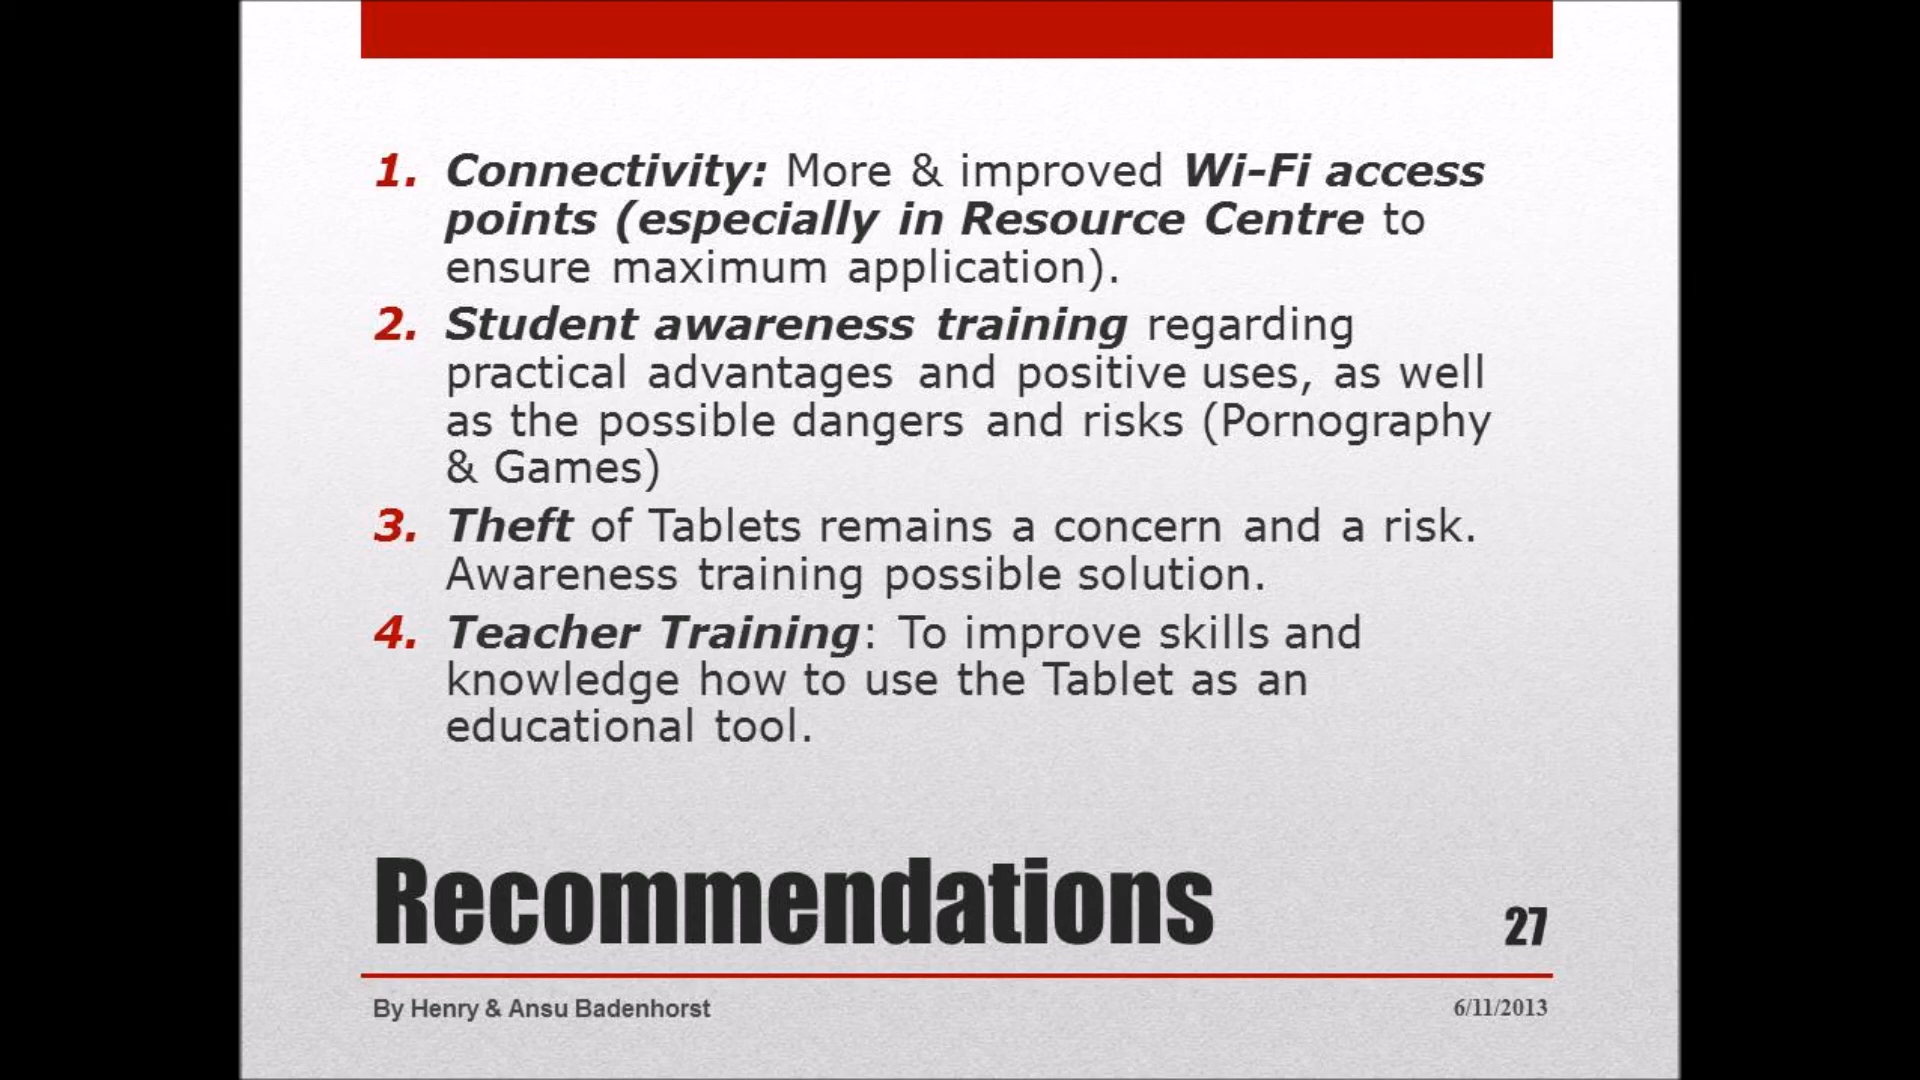 1. Connectivity: More & improved Wi-Fi access
points (especially in Resource Centre to
ensure maximum application).
2. Student awareness training regarding
practical advantages and positive uses, as well
as the possible dangers and risks (Pornography
& Games)
3. Theft of Tablets remains a concern and a risk.
Awareness training possible solution.
4. Teacher Training: To improve skills and
knowledge how to use the Tablet as an
educational tool.
Recommendations
27
By Henry & Ansu Badenhorst
6/11/2013